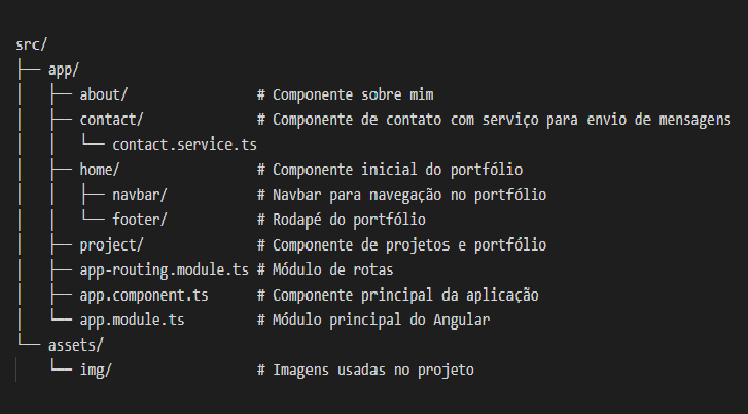 src/
├── app/
│   ├── about/                # Componente sobre mim
│   ├── contact/              # Componente de contato com serviço para envio de mensagens
│   │   └── contact.service.ts
│   ├── home/                 # Componente inicial do portfólio
│   │   ├── navbar/           # Navbar para navegação no portfólio
│   │   └── footer/           # Rodapé do portfólio
│   ├── project/              # Componente de projetos e portfólio
│   ├── app-routing.module.ts # Módulo de rotas
│   ├── app.component.ts      # Componente principal da aplicação
│   └── app.module.ts         # Módulo principal do Angular
└── assets/
    └── img/                  # Imagens usadas no projeto